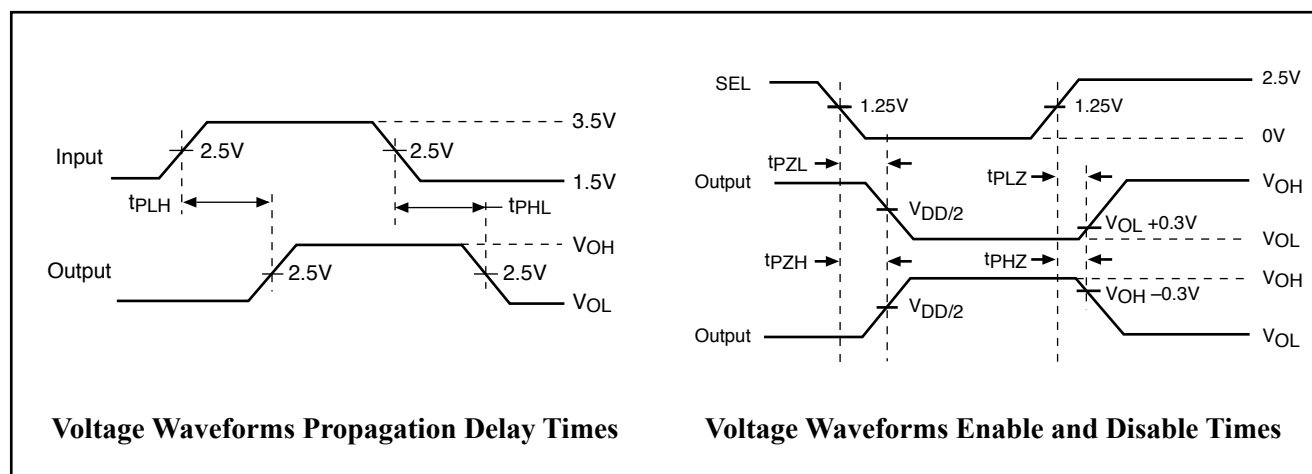 3.5V
Input
2.5V
2.5V
1.5V
tPLH
tPHL
VOH
Output
2.5V
2.5V
VOL
Voltage Waveforms Propagation Delay Times
SEL
2.5V
1.25V
1.25V
0V
tPZL
tPLZ
Output
VOH
VDD/2
VOL +0.3V
VOL
tPZH
tPHZ
VOH
VOH –0.3V
VDD/2
Output
VOL
Voltage Waveforms Enable and Disable Times